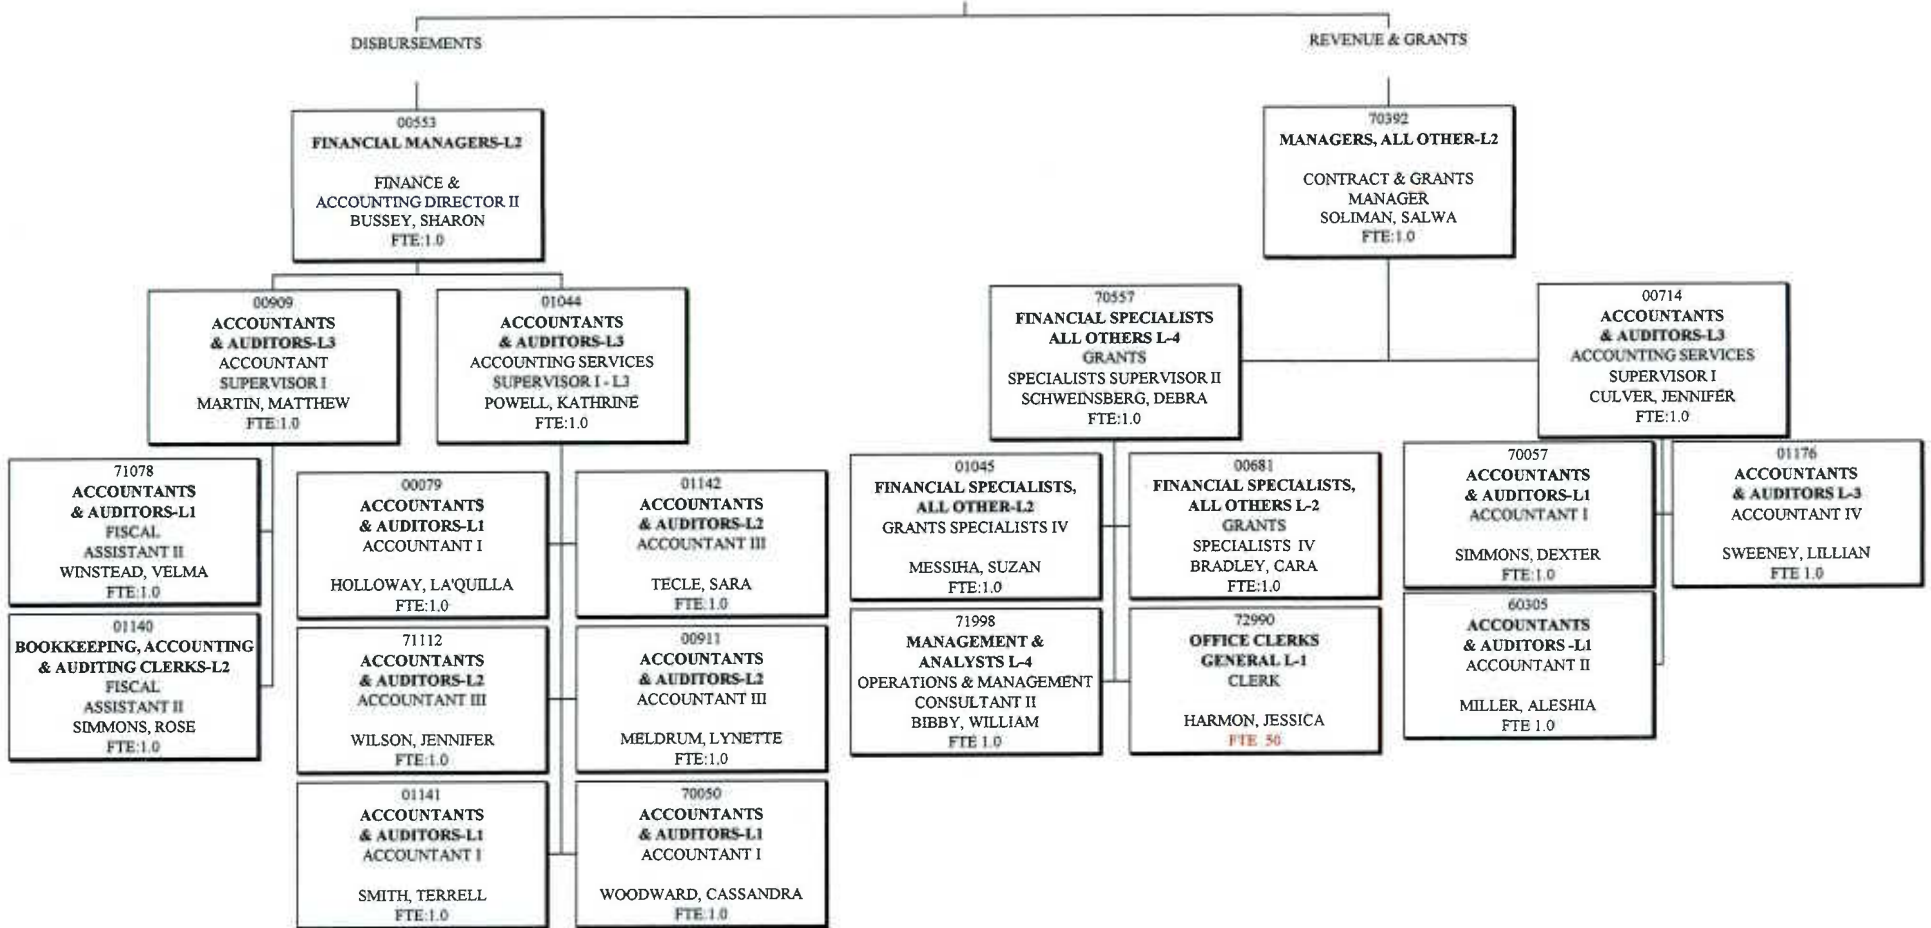 DISBURSEMENTS
REVENUE & GRANTS
00553
FINANCIAL MANAGERS-L2
FINANCE &
ACCOUNTING DIRECTOR II
BUSSEY, SHARON
FTE:1.0
70392
MANAGERS, ALL OTHER-L2
CONTRACT & GRANTS
MANAGER
SOLIMAN, SALWA
FTE:1.0
00909
ACCOUNTANTS
& AUDITORS-L3
ACCOUNTANT
SUPERVISOR I
MARTIN, MATTHEW
FTE:1.0
01044
ACCOUNTANTS
& AUDITORS-L3
ACCOUNTING SERVICES
SUPERVISOR I - L3
POWELL, KATHRINE
FTE:1.0
70557
FINANCIAL SPECIALISTS
ALL OTHERS L-4
GRANTS
SPECIALISTS SUPERVISOR II
SCHWEINSBERG, DEBRA
FTE:1.0
00714
ACCOUNTANTS
& AUDITORS-L3
ACCOUNTING SERVICES
SUPERVISOR I
CULVER, JENNIFER
FTE:1.0
71078
ACCOUNTANTS
& AUDITORS-L1
FISCAL
ASSISTANT II
WINSTEAD, VELMA
FTE:1.0
01140
BOOKKEEPING, ACCOUNTING
& AUDITING CLERKS-L2
FISCAL
ASSISTANT II
SIMMONS, ROSE
FTE:1.0
00079
ACCOUNTANTS
& AUDITORS-L1
ACCOUNTANT I
HOLLOWAY, LA'QUILLA
FTE:1.0
01142
ACCOUNTANTS
& AUDITORS-L2
ACCOUNTANT III
TECLE, SARA
FTE:1.0
71112
ACCOUNTANTS
& AUDITORS-L2
ACCOUNTANT III
WILSON, JENNIFER
FTE:1.0
00911
ACCOUNTANTS
& AUDITORS-L2
ACCOUNTANT III
MELDRUM, LYNETTE
FTE:1.0
01141
ACCOUNTANTS
& AUDITORS-L1
ACCOUNTANT I
SMITH, TERRELL
FTE:1.0
70050
ACCOUNTANTS
& AUDITORS-L1
ACCOUNTANT I
WOODWARD, CASSANDRA
FTE:1.0
01045
FINANCIAL SPECIALISTS,
ALL OTHER-L2
GRANTS SPECIALISTS IV
MESSIHA, SUZAN
FTE:1.0
00681
FINANCIAL SPECIALISTS,
ALL OTHERS L-2
GRANTS
SPECIALISTS IV
BRADLEY, CARA
FTE:1.0
71998
MANAGEMENT &
ANALYSTS L-4
OPERATIONS & MANAGEMENT
CONSULTANT II
BIBBY, WILLIAM
FTE 1.0
72990
OFFICE CLERKS
GENERAL L-1
CLERK
HARMON, JESSICA
FTE 50
70057
ACCOUNTANTS
& AUDITORS-L1
ACCOUNTANT I
SIMMONS, DEXTER
FTE:1.0
01176
ACCOUNTANTS
& AUDITORS L-3
ACCOUNTANT IV
SWEENEY, LILLIAN
FTE 1.0
60305
ACCOUNTANTS
& AUDITORS -L1
ACCOUNTANT II
MILLER, ALESHIA
FTE 1.0